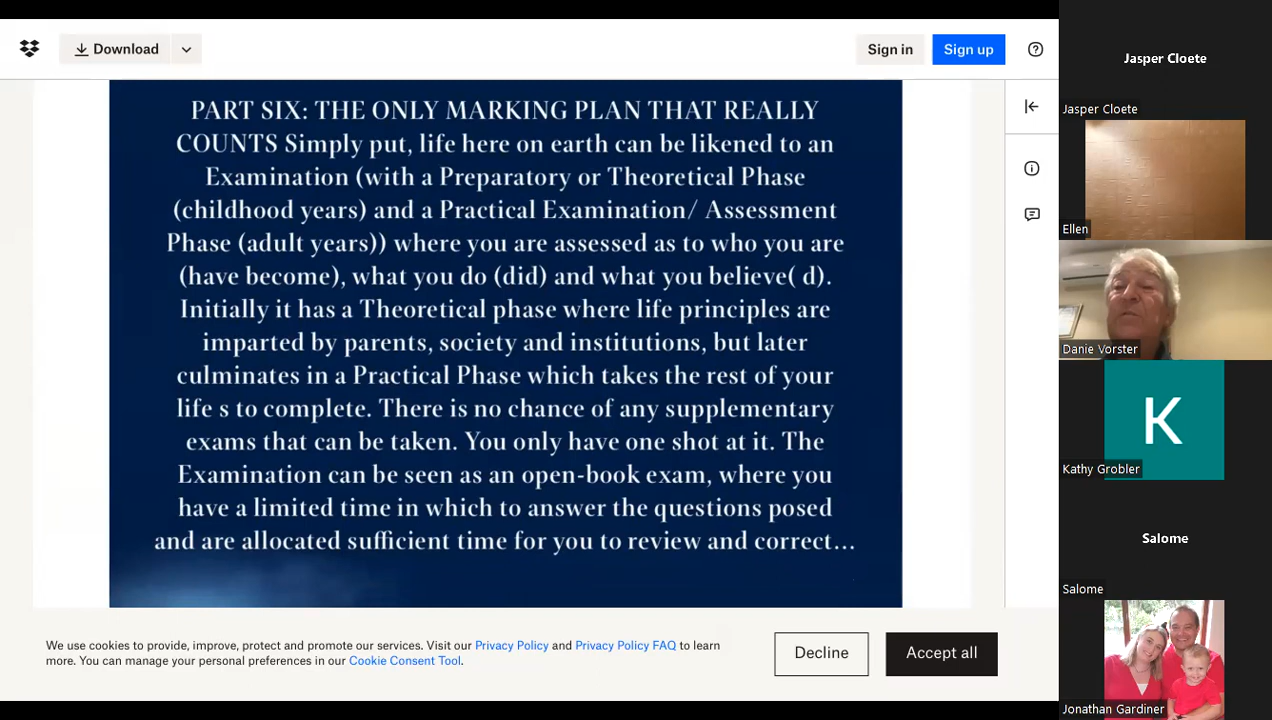 Download
Sign in
Sign up
PART SIX: THE ONLY MARKING PLAN THAT REALLY
COUNTS Simply put, life here on earth can be likened to an
Examination (with a Preparatory or Theoretical Phase
(childhood years) and a Practical Examination/ Assessment
Phase (adult years)) where you are assessed as to who you are
(have become), what you do (did) and what you believe( d).
Initially it has a Theoretical phase where life principles are
imparted by parents, society and institutions, but later
culminates in a Practical Phase which takes the rest of your
life s to complete. There is no chance of any supplementary
exams that can be taken. You only have one shot at it. The
Examination can be seen as an open-book exam, where you
have a limited time in which to answer the questions posed
and are allocated sufficient time for you to review and correct...
We use cookies to provide, improve, protect and promote our services. Visit our Privacy Policy and Privacy Policy FAQ to learn
more. You can manage your personal preferences in our Cookie Consent Tool.
Decline
Accept all
Jasper Cloete
Jasper Cloete
Ellen
Danie Vorster
K
Kathy Grobler
Salome
Salome
Jonathan Gardiner